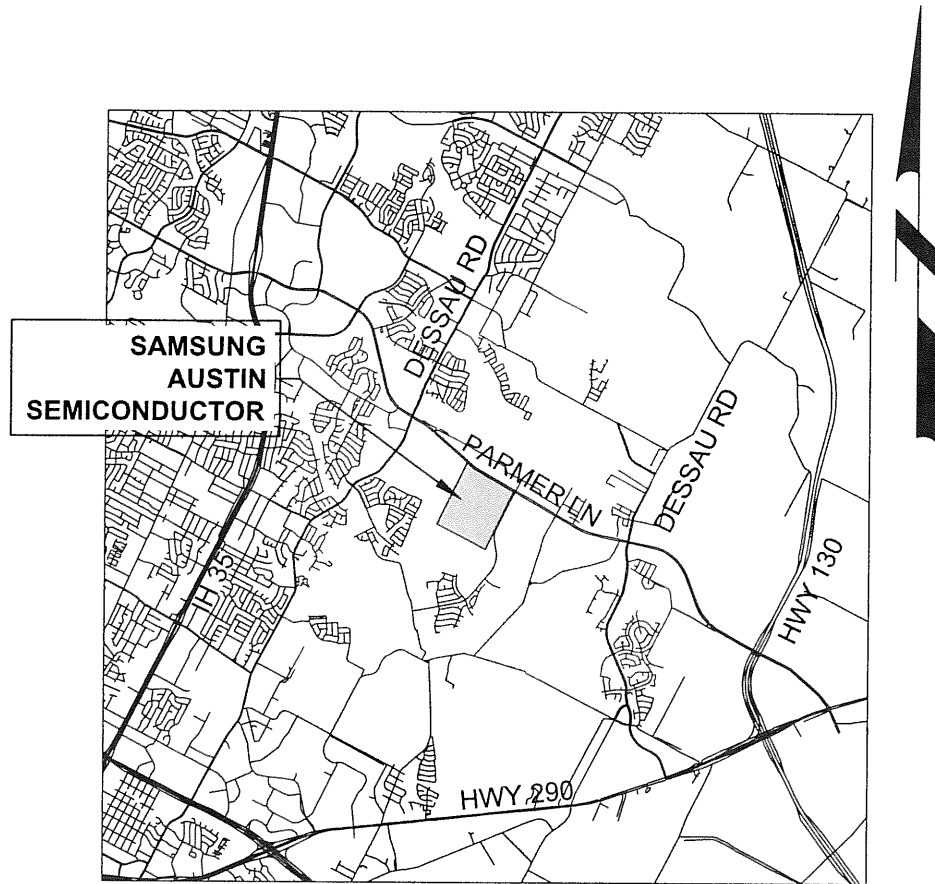 DESSAU RD
SAMSUNG
AUSTIN
SEMICONDUCTOR
PARMER LN
DESSAU RD
IH 35
HWY 130
HWY 290
N